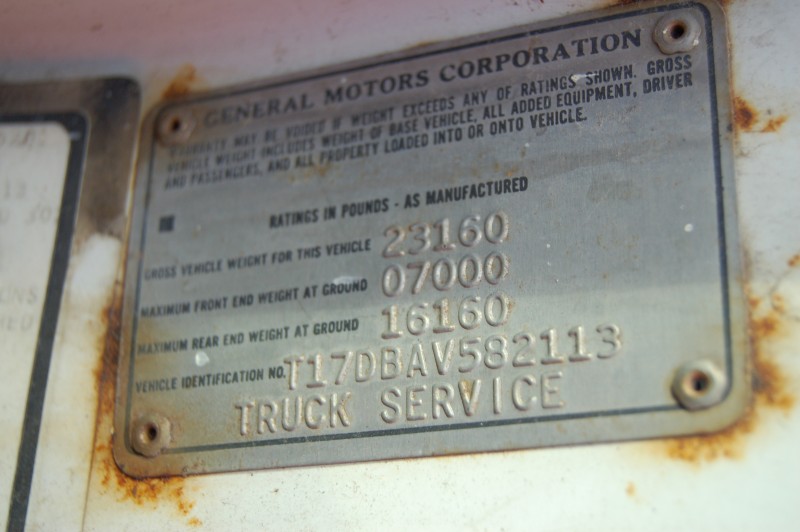 GENERAL MOTORS CORPORATION
WARRANTY MAY BE VOIDED IF WEIGHT EXCEEDS ANY OF RATINGS SHOWN. GROSS
VEHICLE WEIGHT INCLUDES WEIGHT OF BASE VEHICLE, ALL ADDED EQUIPMENT, DRIVER
AND PASSENGERS, AND ALL PROPERTY LOADED INTO OR ONTO VEHICLE.
RATINGS IN POUNDS - AS MANUFACTURED
GROSS VEHICLE WEIGHT FOR THIS VEHICLE 23160
MAXIMUM FRONT END WEIGHT AT GROUND 07000
MAXIMUM REAR END WEIGHT AT GROUND 16160
VEHICLE IDENTIFICATION NO. T17DBAV582113
TRUCK SERVICE